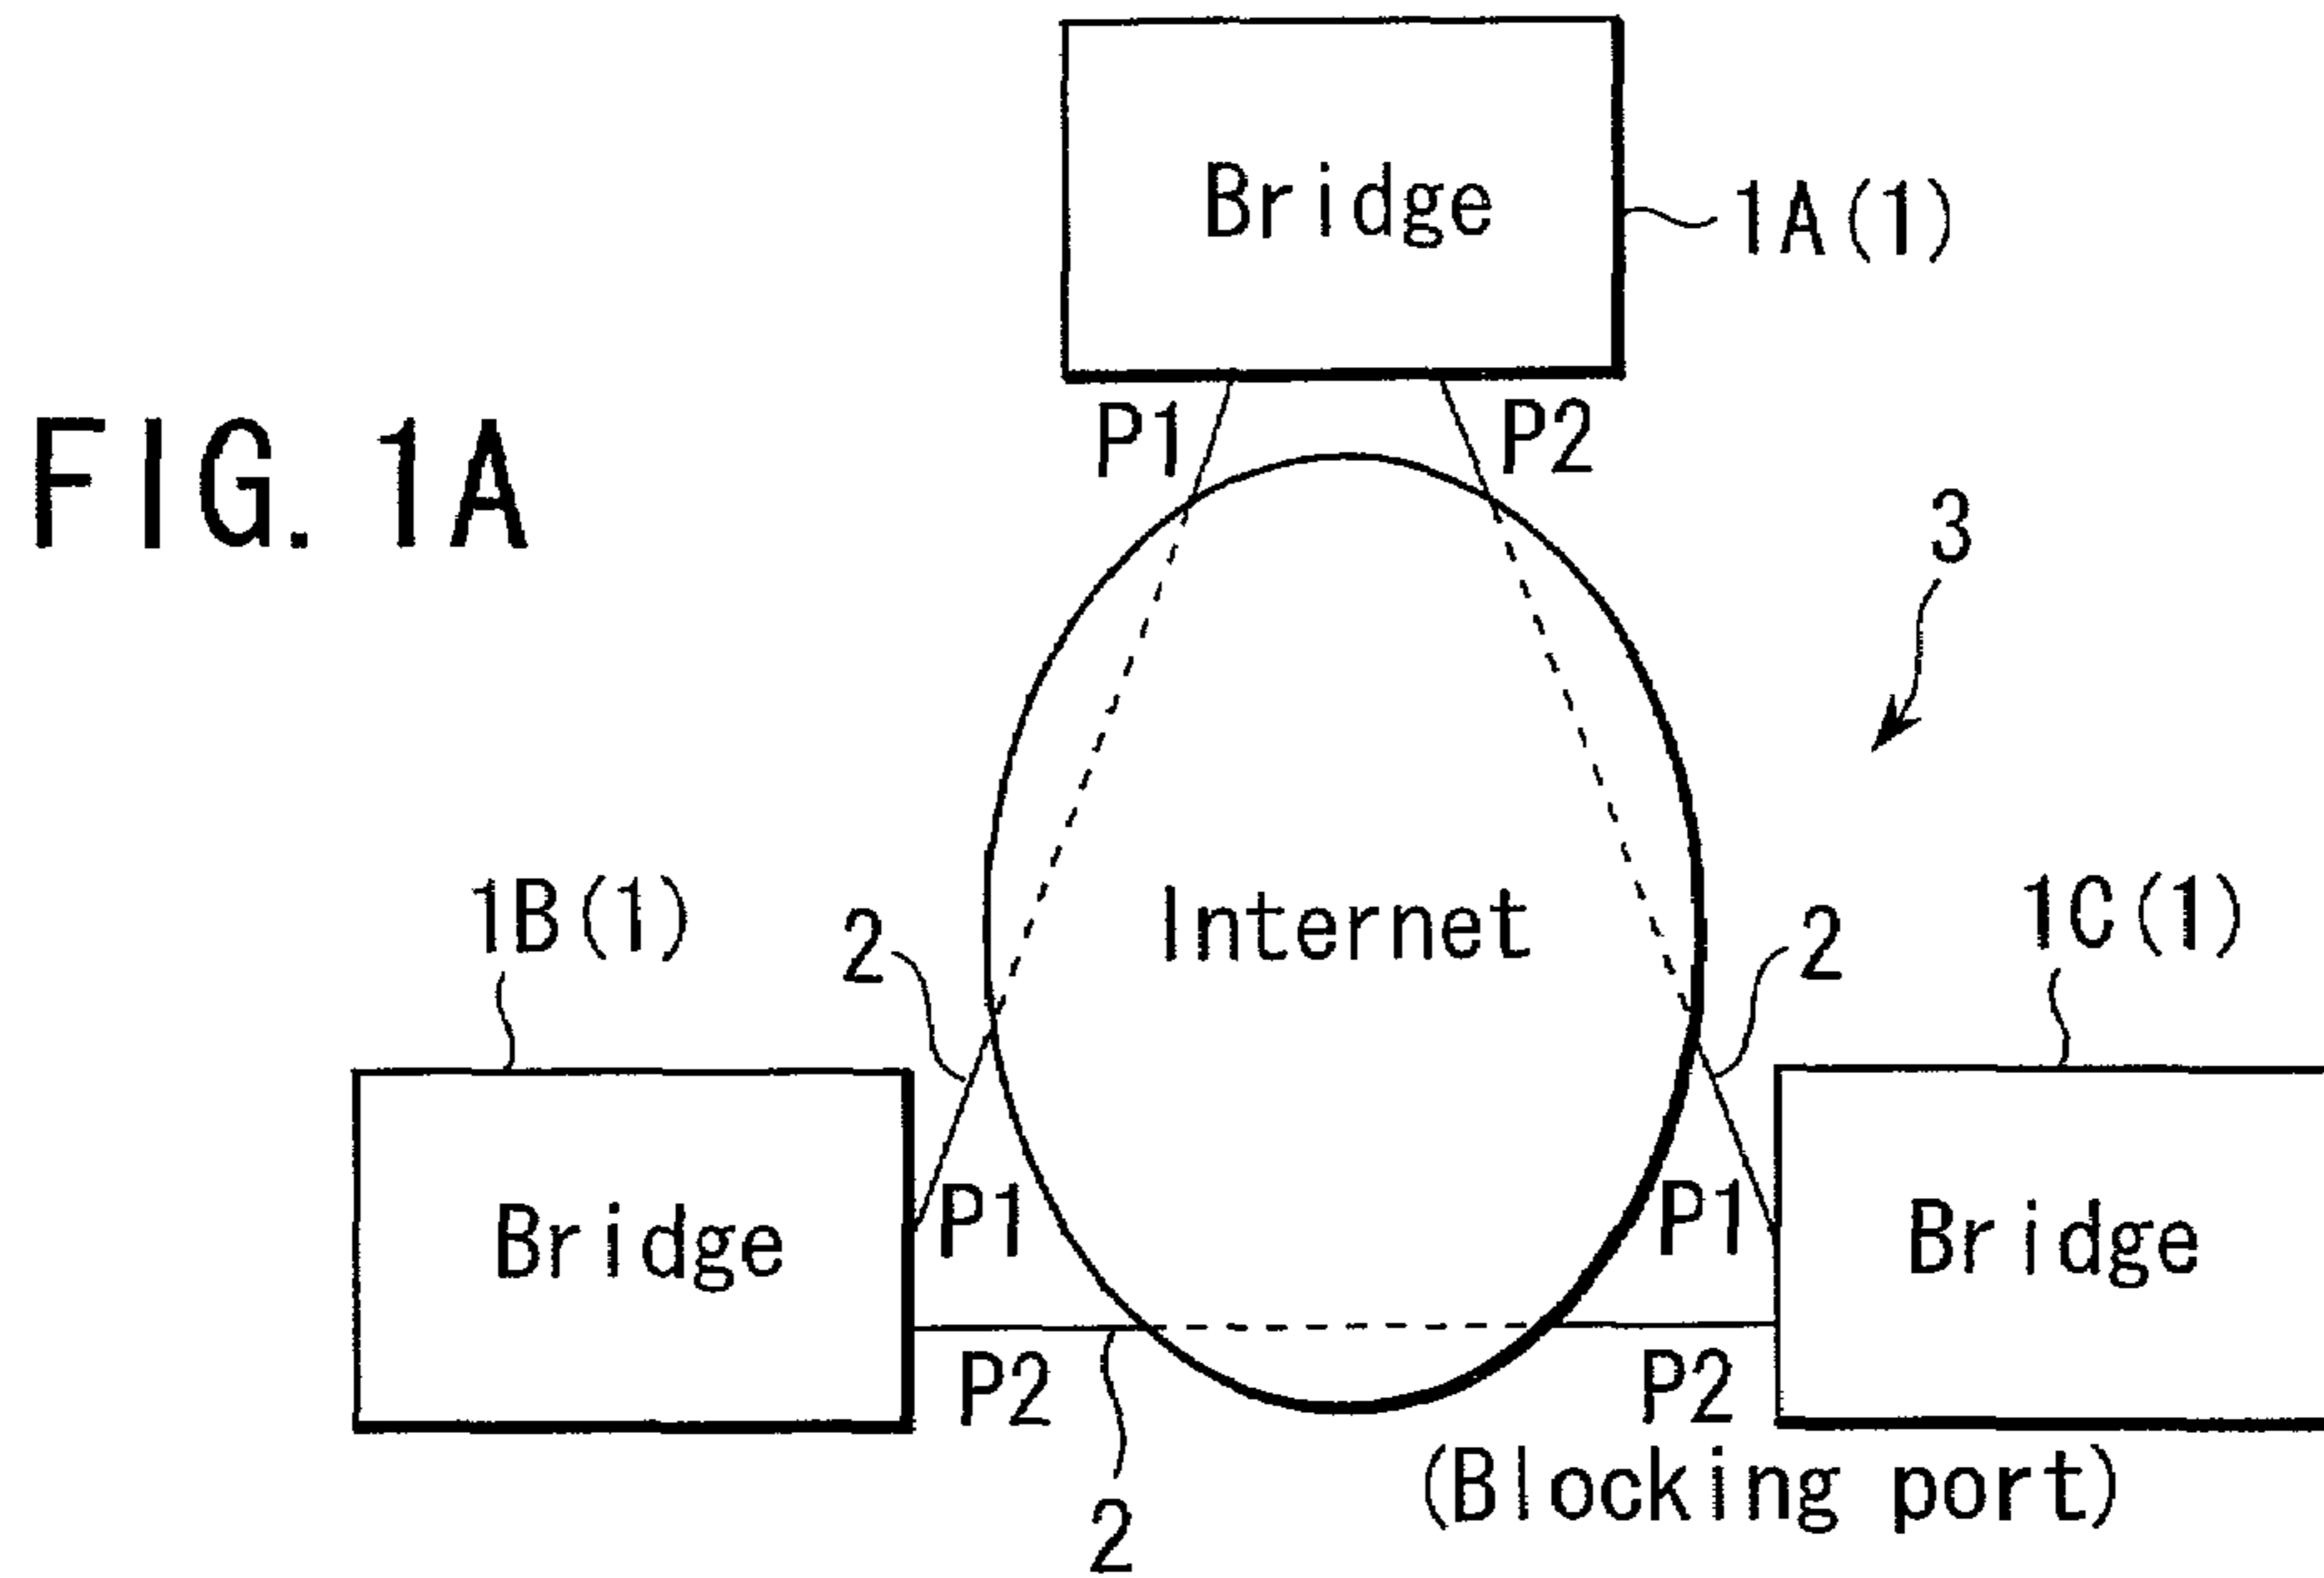 Bridge
1A(1)
P1
P2
FIG. 1A
3
1B(1)
2
Internet
2
1C(1)
Bridge
P1
P1
Bridge
P2
P2
(Blocking port)
2